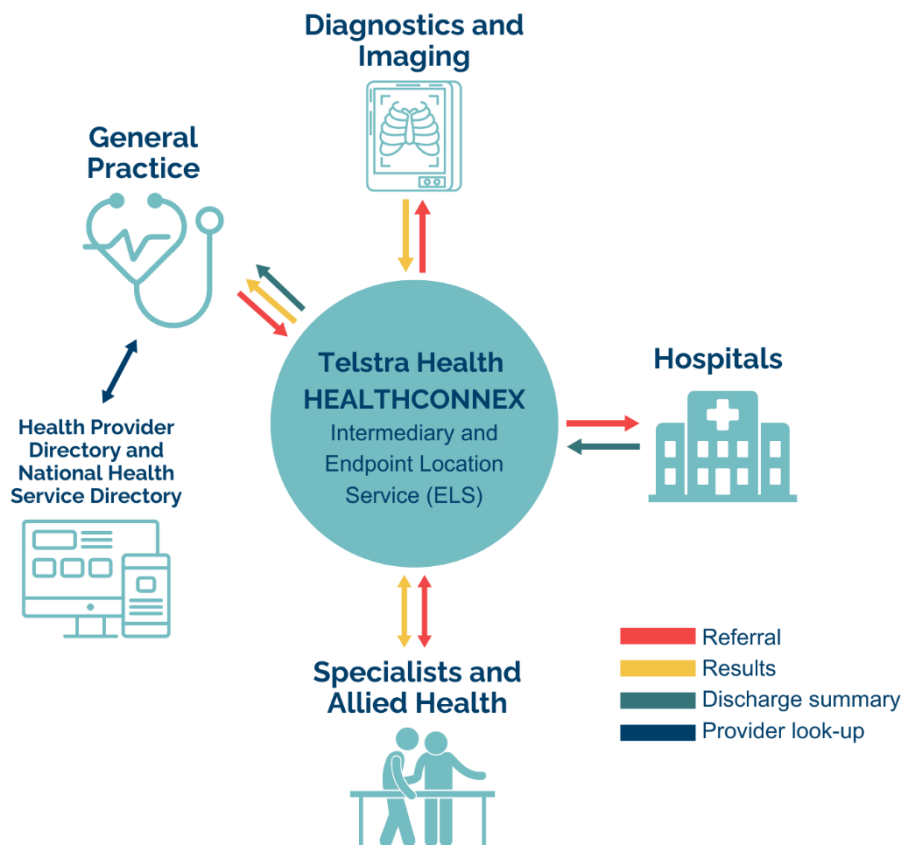 Diagnostics and
Imaging
General
Practice
Telstra Health
HEALTHCONNEX
Intermediary and
Endpoint Location
Service (ELS)
Hospitals
Health Provider
Directory and
National Health
Service Directory
Specialists and
Allied Health
Referral
Results
Discharge summary
Provider look-up